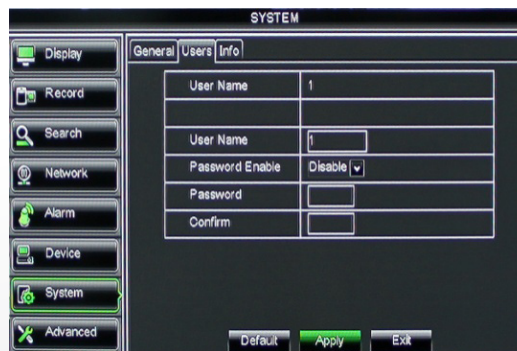 SYSTEM
Display
Record
Search
Network
Alarm
Device
System
Advanced
General Users Info
User Name 1
User Name 1
Password Enable Disable
Password
Confirm
Default Apply Exit